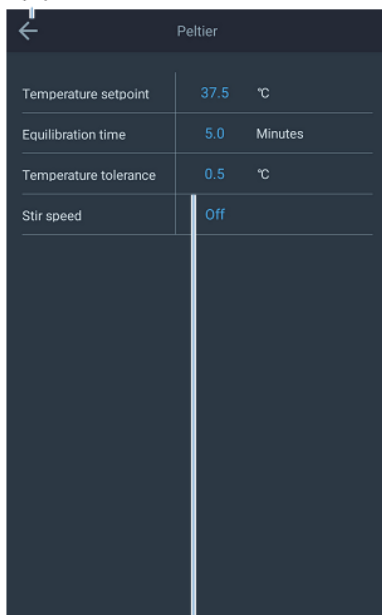 Peltier
Temperature setpoint 37.5 °C
Equilibration time 5.0 Minutes
Temperature tolerance 0.5 °C
Stir speed Off